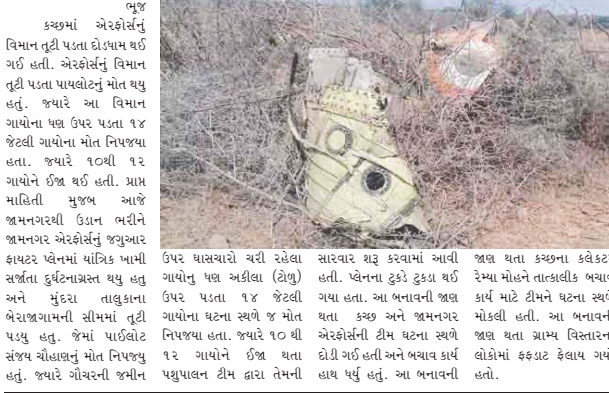 ભૂજ
કચ્છમાં એરફોર્સનું
વિમાન તૂટી પડતા દોડધામ થઈ
ગઈ હતી. એરફોર્સનું વિમાન
તૂટી પડતા પાયલોટનું મોત થયુ
હતું. જયારે આ વિમાન
ગાયોના ધણ ઉપર પડતા ૧૪
જેટલી ગાયોના મોત નિપજયા
હતા. જયારે ૧૦થી ૧૨
ગાયોને ઈજા થઈ હતી. પ્રાપ્ત
માહિતી મુજબ આજે
જામનગરથી ઉડાન ભરીને
જામનગર એરફોર્સનું જગુઆર
ફાયટર પ્લેનમાં યાંત્રિક ખામી
સર્જાતા દુર્ઘટનાગ્રસ્ત થયુ હતુ
અને મુંદરા તાલુકાના
બેરાજાગામની સીમમાં તૂટી
પડયુ હતુ. જેમાં પાઈલોટ
સંજય ચૌહાણનું મોત નિપજ્યુ
હતું. જ્યારે ગૌચરની જમીન
ઉપર ઘાસચારો ચરી રહેલા
ગાયોનુ ધણ અકીલા (ટોળુ)
ઉપર પડતા ૧૪ જેટલી
ગાયોના ઘટના સ્થળે જ મોત
નિપજયા હતા. જ્યારે ૧૦ થી
૧૨ ગાયોને ઈજા થતા
પશુપાલન ટીમ દ્વારા તેમની
સારવાર શરૂ કરવામાં આવી
હતી. પ્લેનના ટુકડે ટુકડા થઈ
ગયા હતા. આ બનાવની જાણ
થતા કચ્છ અને જામનગર
એરફોર્સની ટીમ ઘટના સ્થળે
દોડી ગઈ હતી અને બચાવ કાર્ય
હાથ ધર્યુ હતું. આ બનાવની
જાણ થતા કચ્છના કલેકટર
રેમ્યા મોહને તાત્કાલીક બચાવ
કાર્ય માટે ટીમને ઘટના સ્થળે
મોકલી હતી. આ બનાવની
જાણ થતા ગ્રામ્ય વિસ્તારના
લોકોમાં ફફડાટ ફેલાય ગયો
હતો.